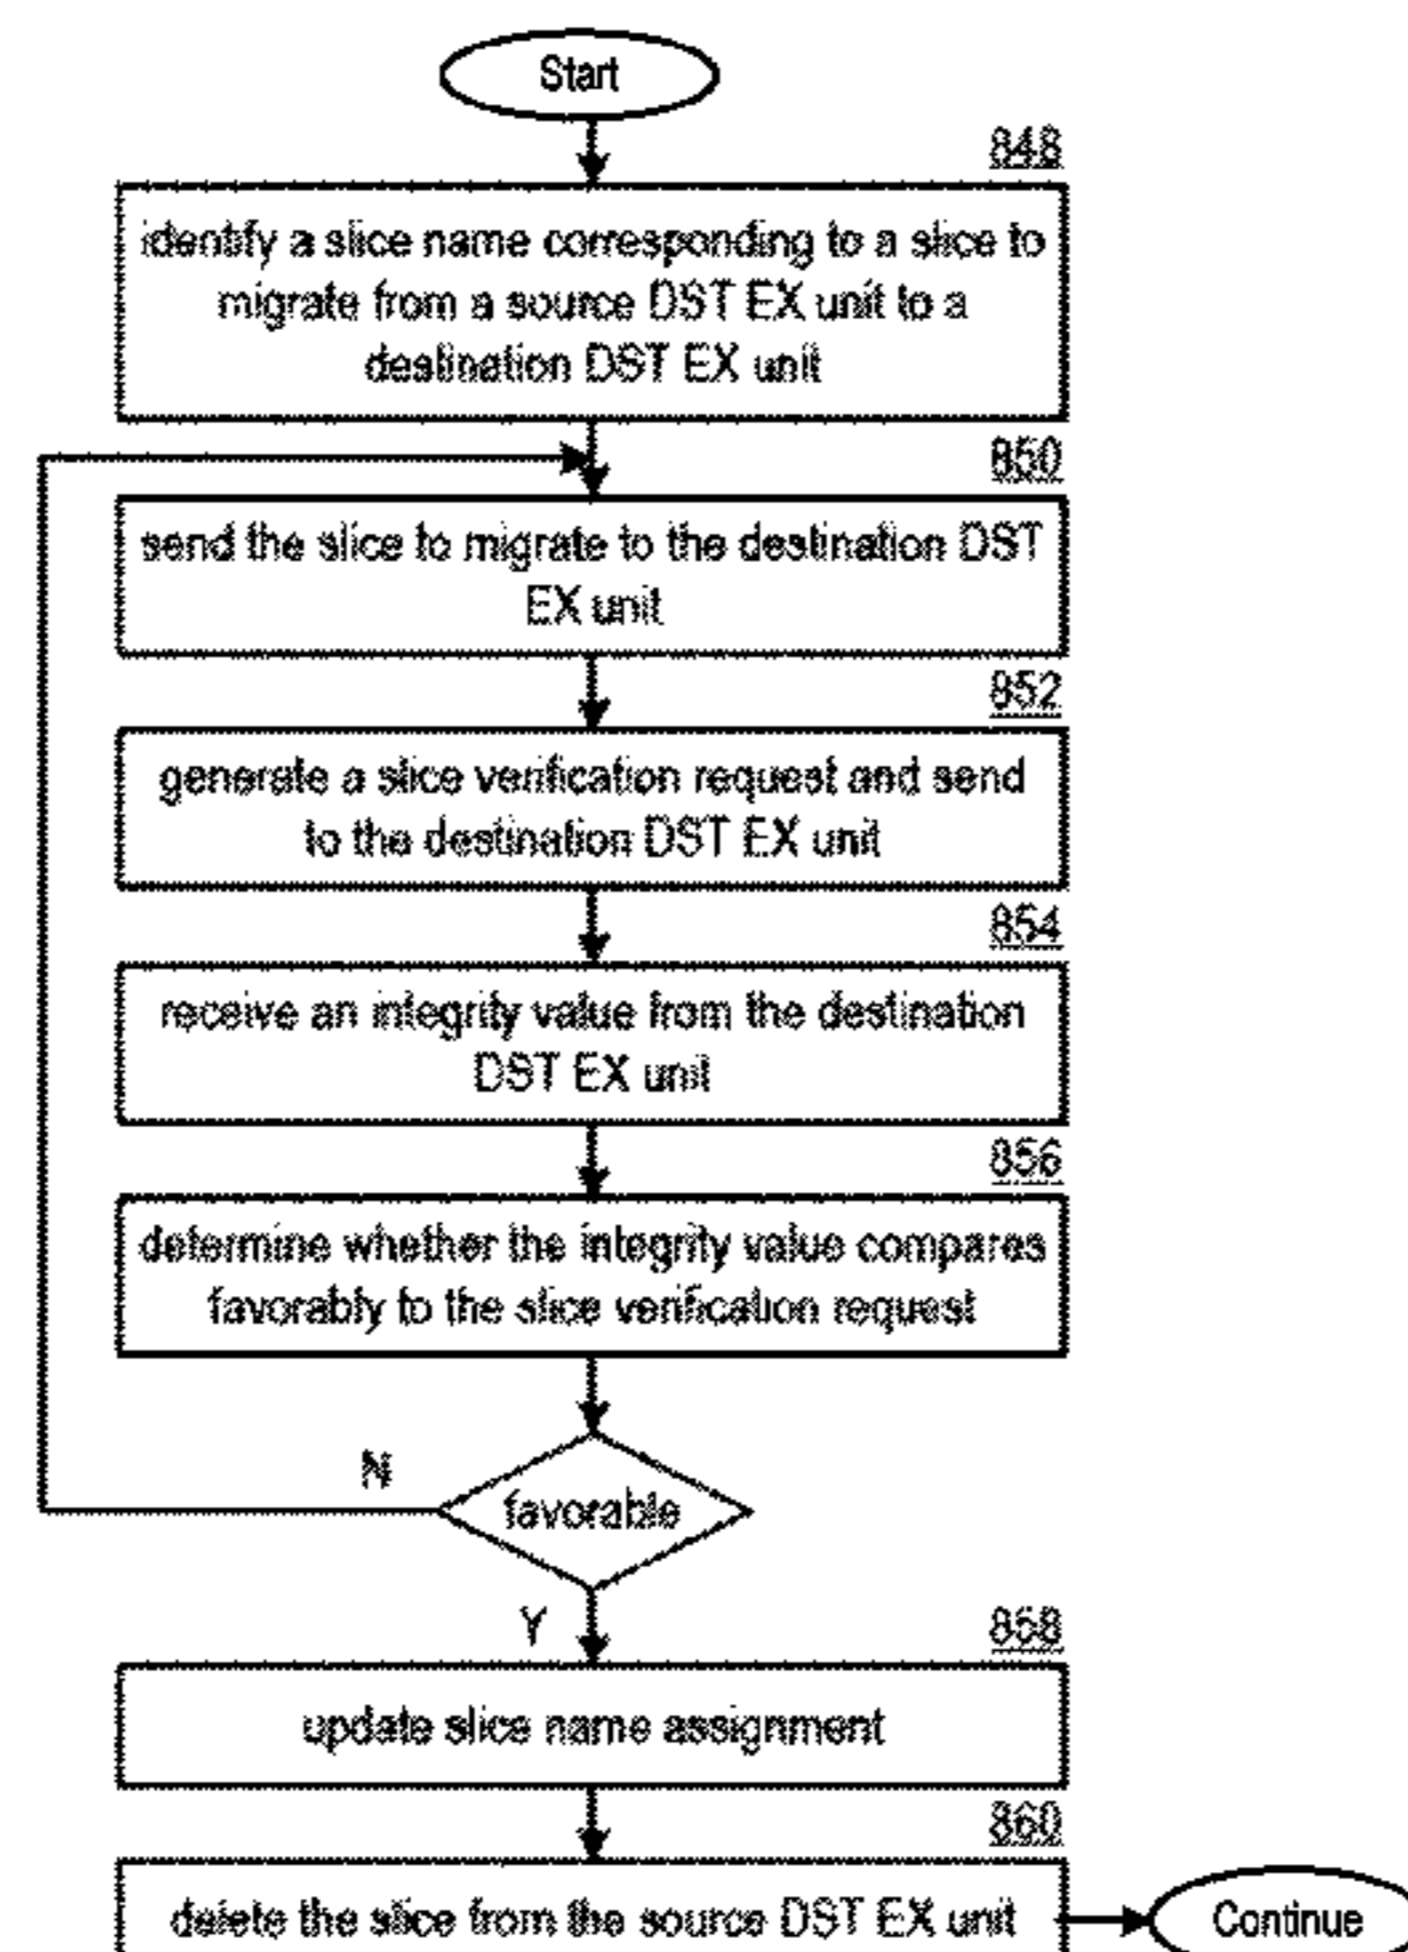 Start
848
identify a slice name corresponding to a slice to
migrate from a source DST EX unit to a
destination DST EX unit
850
send the slice to migrate to the destination DST
EX unit
852
generate a slice verification request and send
to the destination DST EX unit
854
receive an integrity value from the destination
DST EX unit
856
determine whether the integrity value compares
favorably to the slice verification request
N
favorable
Y
858
update slice name assignment
860
delete the slice from the source DST EX unit
Continue